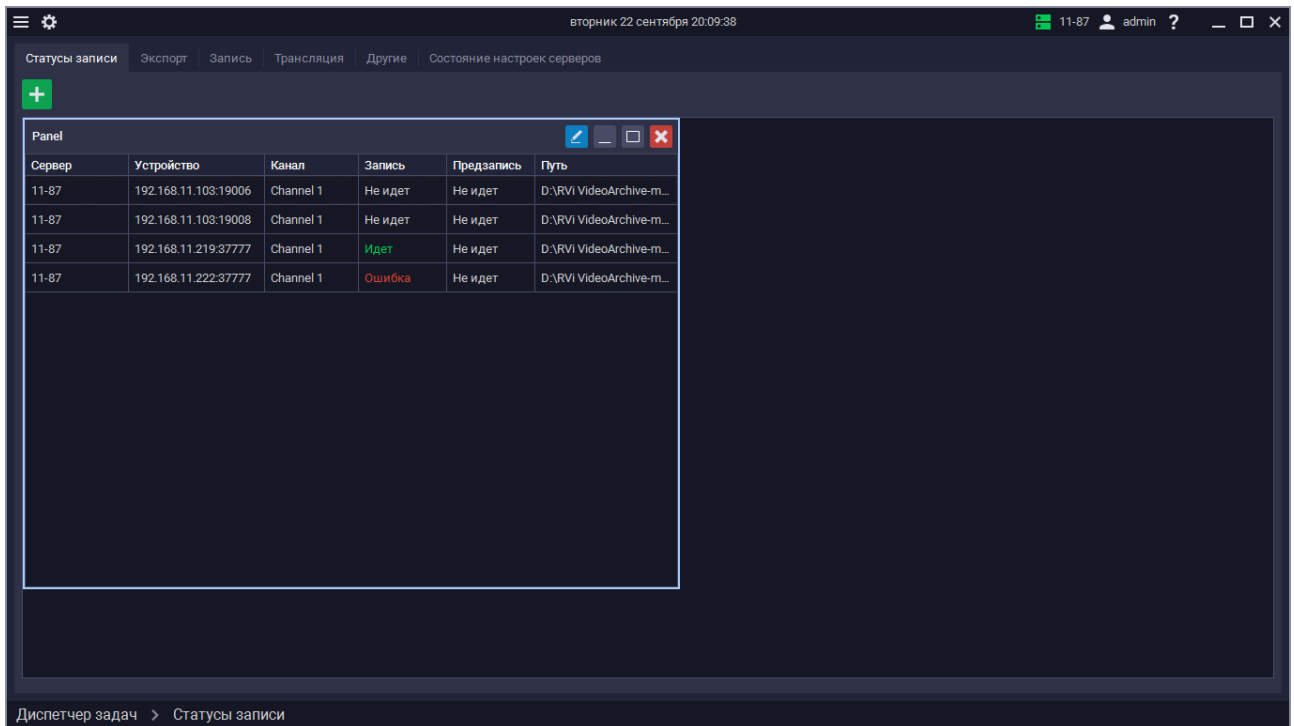 вторник 22 сентября 20:09:38 11-87 admin ?
Статусы записи Экспорт Запись Трансляция Другие Состояние настроек серверов
Panel
Сервер Устройство Канал Запись Предзапись Путь
11-87 192.168.11.103:19006 Channel 1 Не идет Не идет D:\RVi VideoArchive-m...
11-87 192.168.11.103:19008 Channel 1 Не идет Не идет D:\RVi VideoArchive-m...
11-87 192.168.11.219:37777 Channel 1 Идет Не идет D:\RVi VideoArchive-m...
11-87 192.168.11.222:37777 Channel 1 Ошибка Не идет D:\RVi VideoArchive-m...
Диспетчер задач > Статусы записи